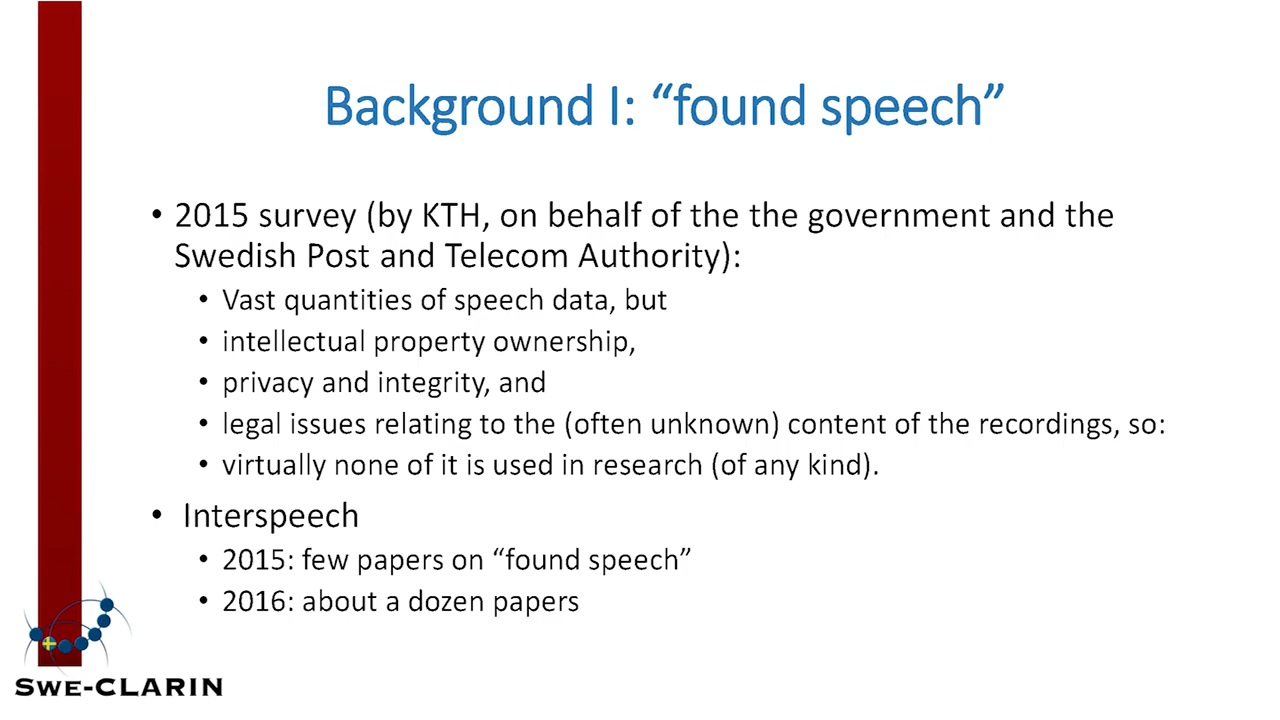 Background I: “found speech”
• 2015 survey (by KTH, on behalf of the the government and the
Swedish Post and Telecom Authority):
• Vast quantities of speech data, but
• intellectual property ownership,
• privacy and integrity, and
• legal issues relating to the (often unknown) content of the recordings, so:
• virtually none of it is used in research (of any kind).
• Interspeech
• 2015: few papers on “found speech”
• 2016: about a dozen papers
SWE-CLARIN